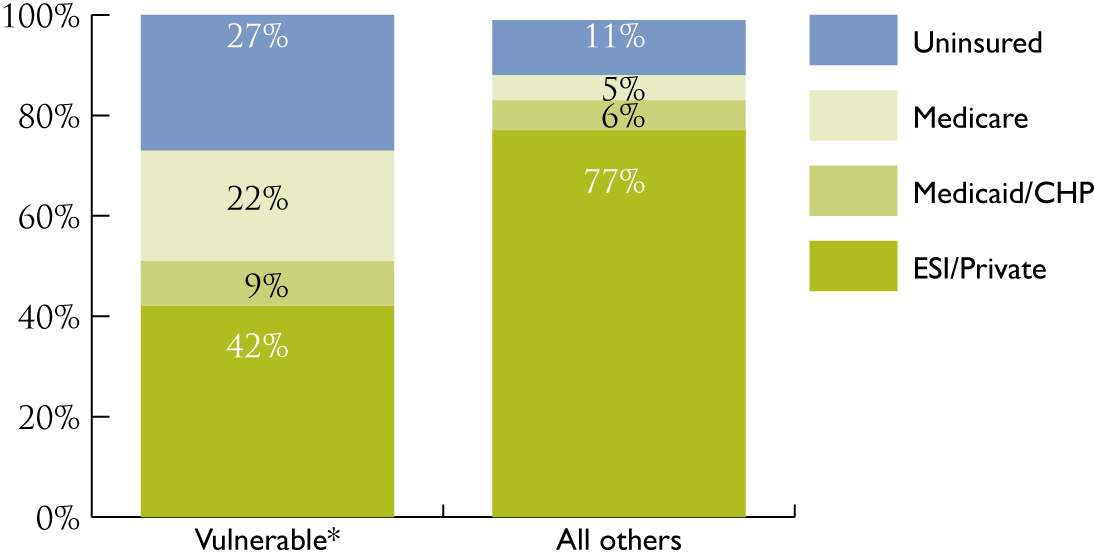 100%
80%
60%
40%
20%
0%
27%
22%
9%
42%
Vulnerable*
11%
5%
6%
77%
All others
Uninsured
Medicare
Medicaid/CHP
ESI/Private